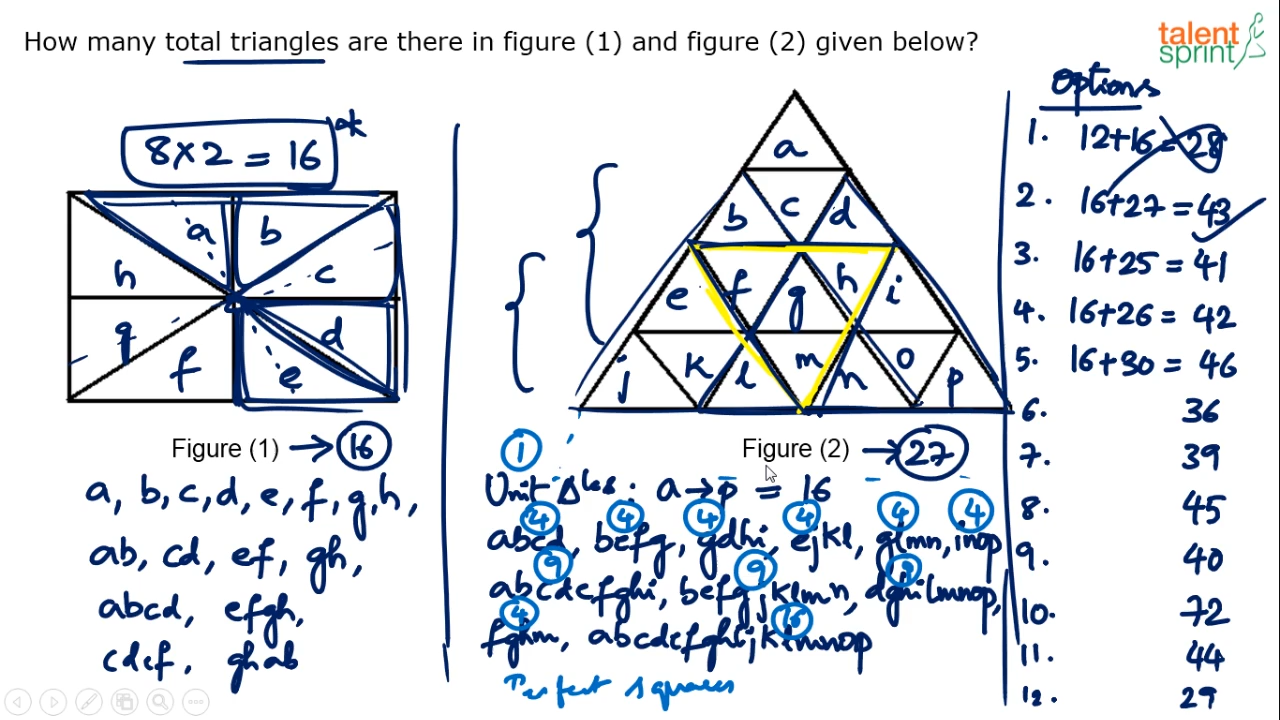 How many total triangles are there in figure (1) and figure (2) given below?
talent
sprint
8×2 = 16
a b
h c
g d
f e
Figure (1) → 16
a, b, c, d, e, f, g, h,
ab, cd, ef, gh,
abcd, efgh,
cdef, ghab
a
b c d
e f g h i
j k l m n o p
Figure (2) → 27
1
Unit Δles : a → p = 16
4 4 4 4 4 4
abcd, befg, gdhi, ejkl, glmn, inop
9 9 9
abcdefghi, befgjklmn, dghilmnop,
4 16
fghm, abcdefghijklmnop
Perfect squares
Options
1. 12+16 = 28
2. 16+27 = 43
3. 16+25 = 41
4. 16+26 = 42
5. 16+30 = 46
6. 36
7. 39
8. 45
9. 40
10. 72
11. 44
12. 29